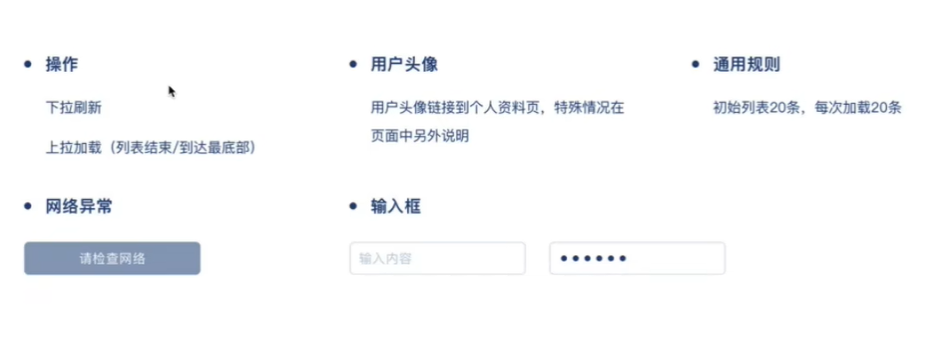 操作
下拉刷新
上拉加载（列表结束/到达最底部）
用户头像
用户头像链接到个人资料页，特殊情况在
页面中另外说明
通用规则
初始列表20条，每次加载20条
网络异常
请检查网络
输入框
输入内容